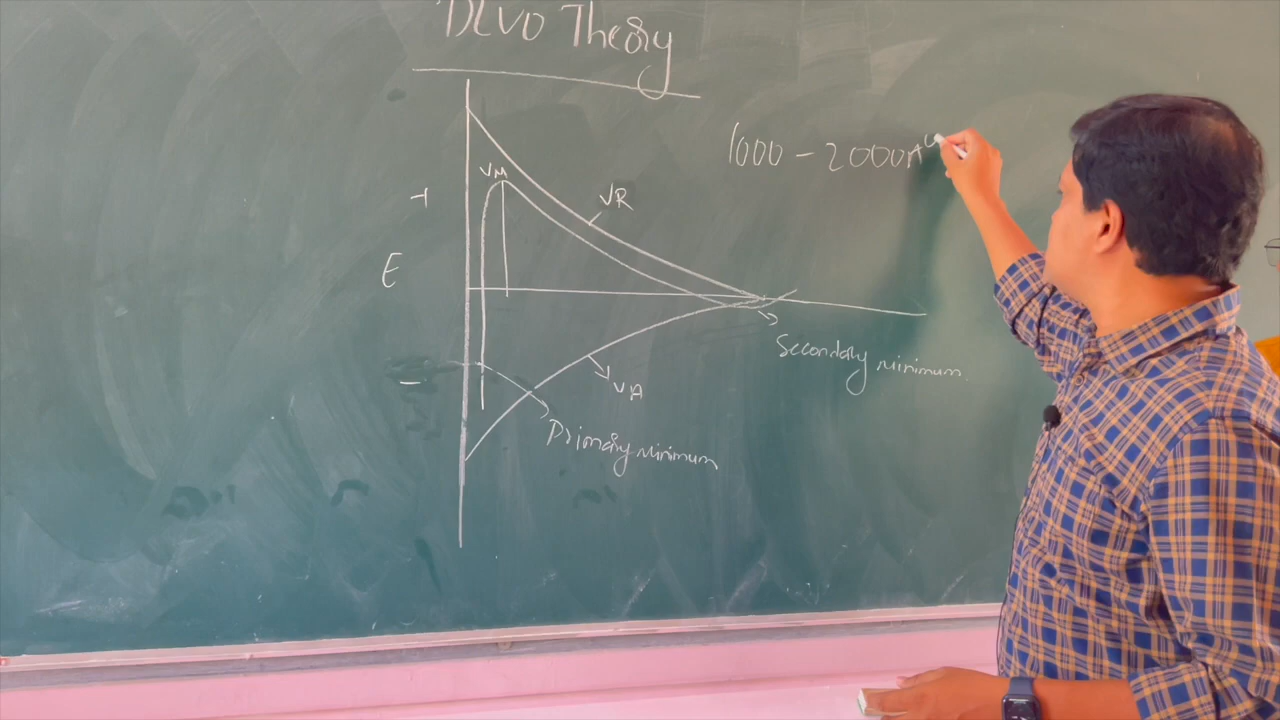 DLVO Theory
1000 - 2000A°
VM
VR
+
E
Secondary minimum
-
VA
Primary minimum